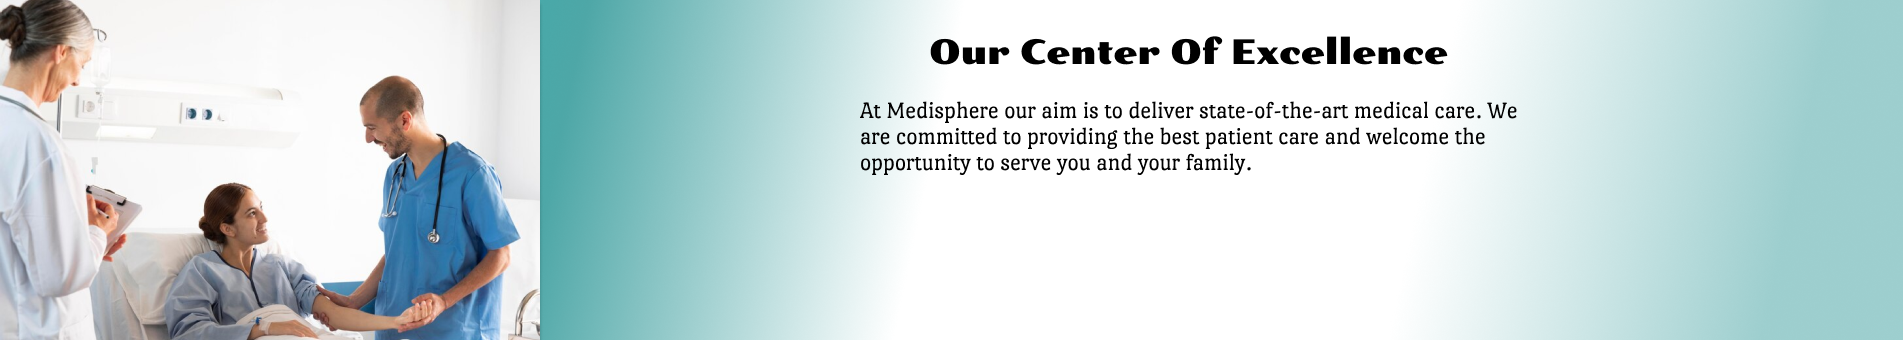 Our Center Of Excellence
At Medisphere our aim is to deliver state-of-the-art medical care. We
are committed to providing the best patient care and welcome the
opportunity to serve you and your family.